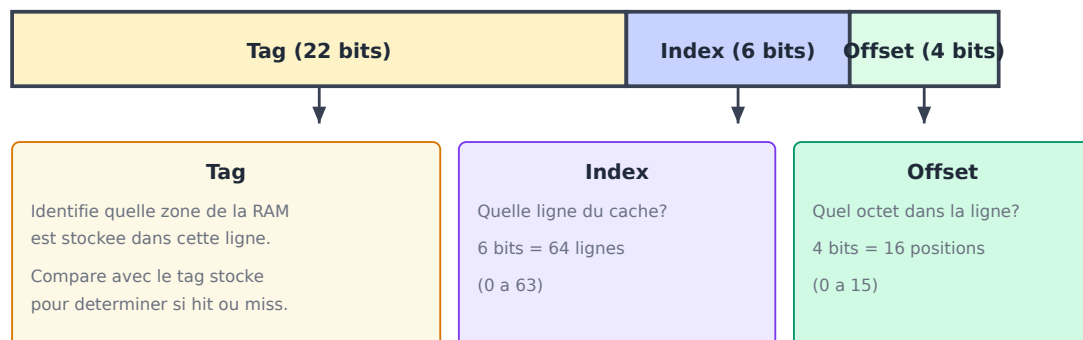 Tag (22 bits)
Index (6 bits)
Offset (4 bits)
Tag
Identifie quelle zone de la RAM
est stockee dans cette ligne.
Compare avec le tag stocke
pour determiner si hit ou miss.
Index
Quelle ligne du cache?
6 bits = 64 lignes
(0 a 63)
Offset
Quel octet dans la ligne?
4 bits = 16 positions
(0 a 15)